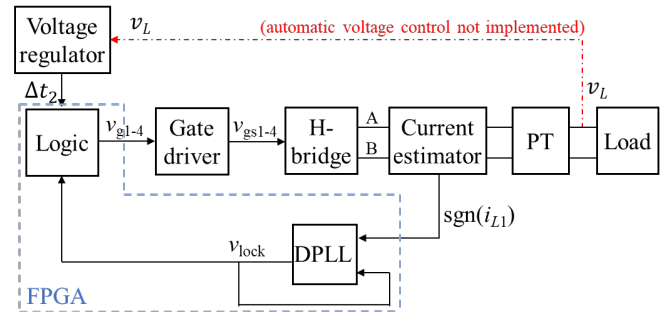 Voltage
regulator
v_L
(automatic voltage control not implemented)
v_L
Δt₂
Logic
v_g1-4
Gate
driver
v_gs1-4
H-
bridge
A
B
Current
estimator
PT
Load
sgn(i_L1)
v_lock
DPLL
FPGA